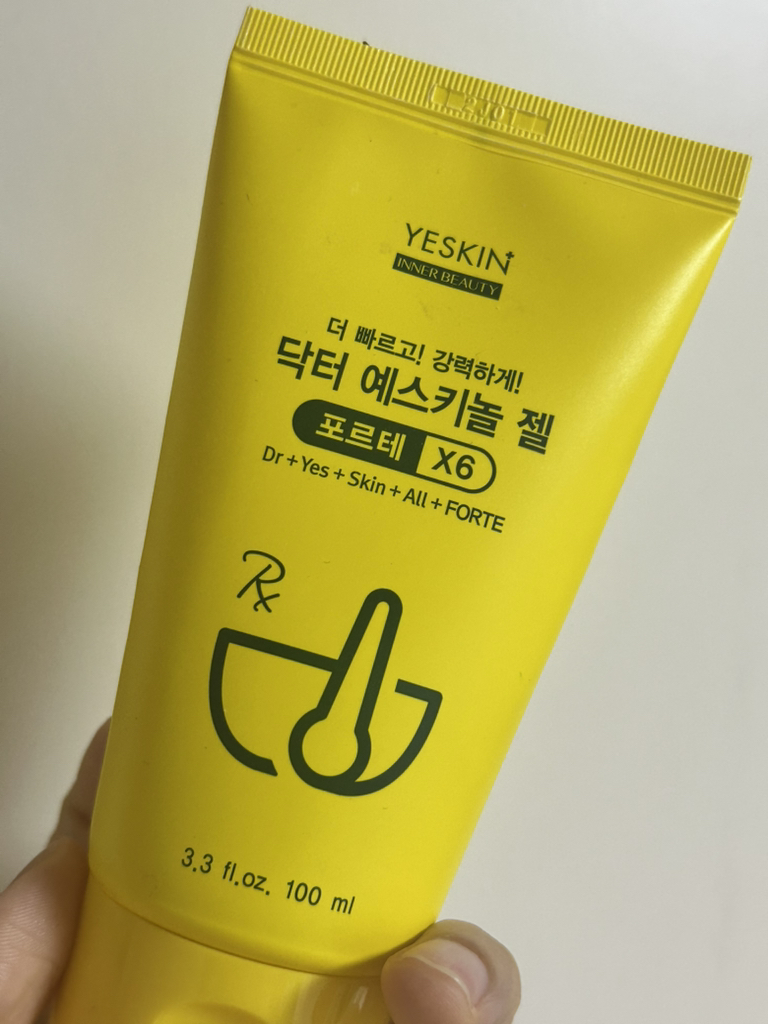 YESKIN
INNER BEAUTY
더 빠르고! 강력하게!
닥터 예스키놀 젤
포르테 X6
Dr + Yes + Skin + All + FORTE
Rx
3.3 fl.oz. 100 ml